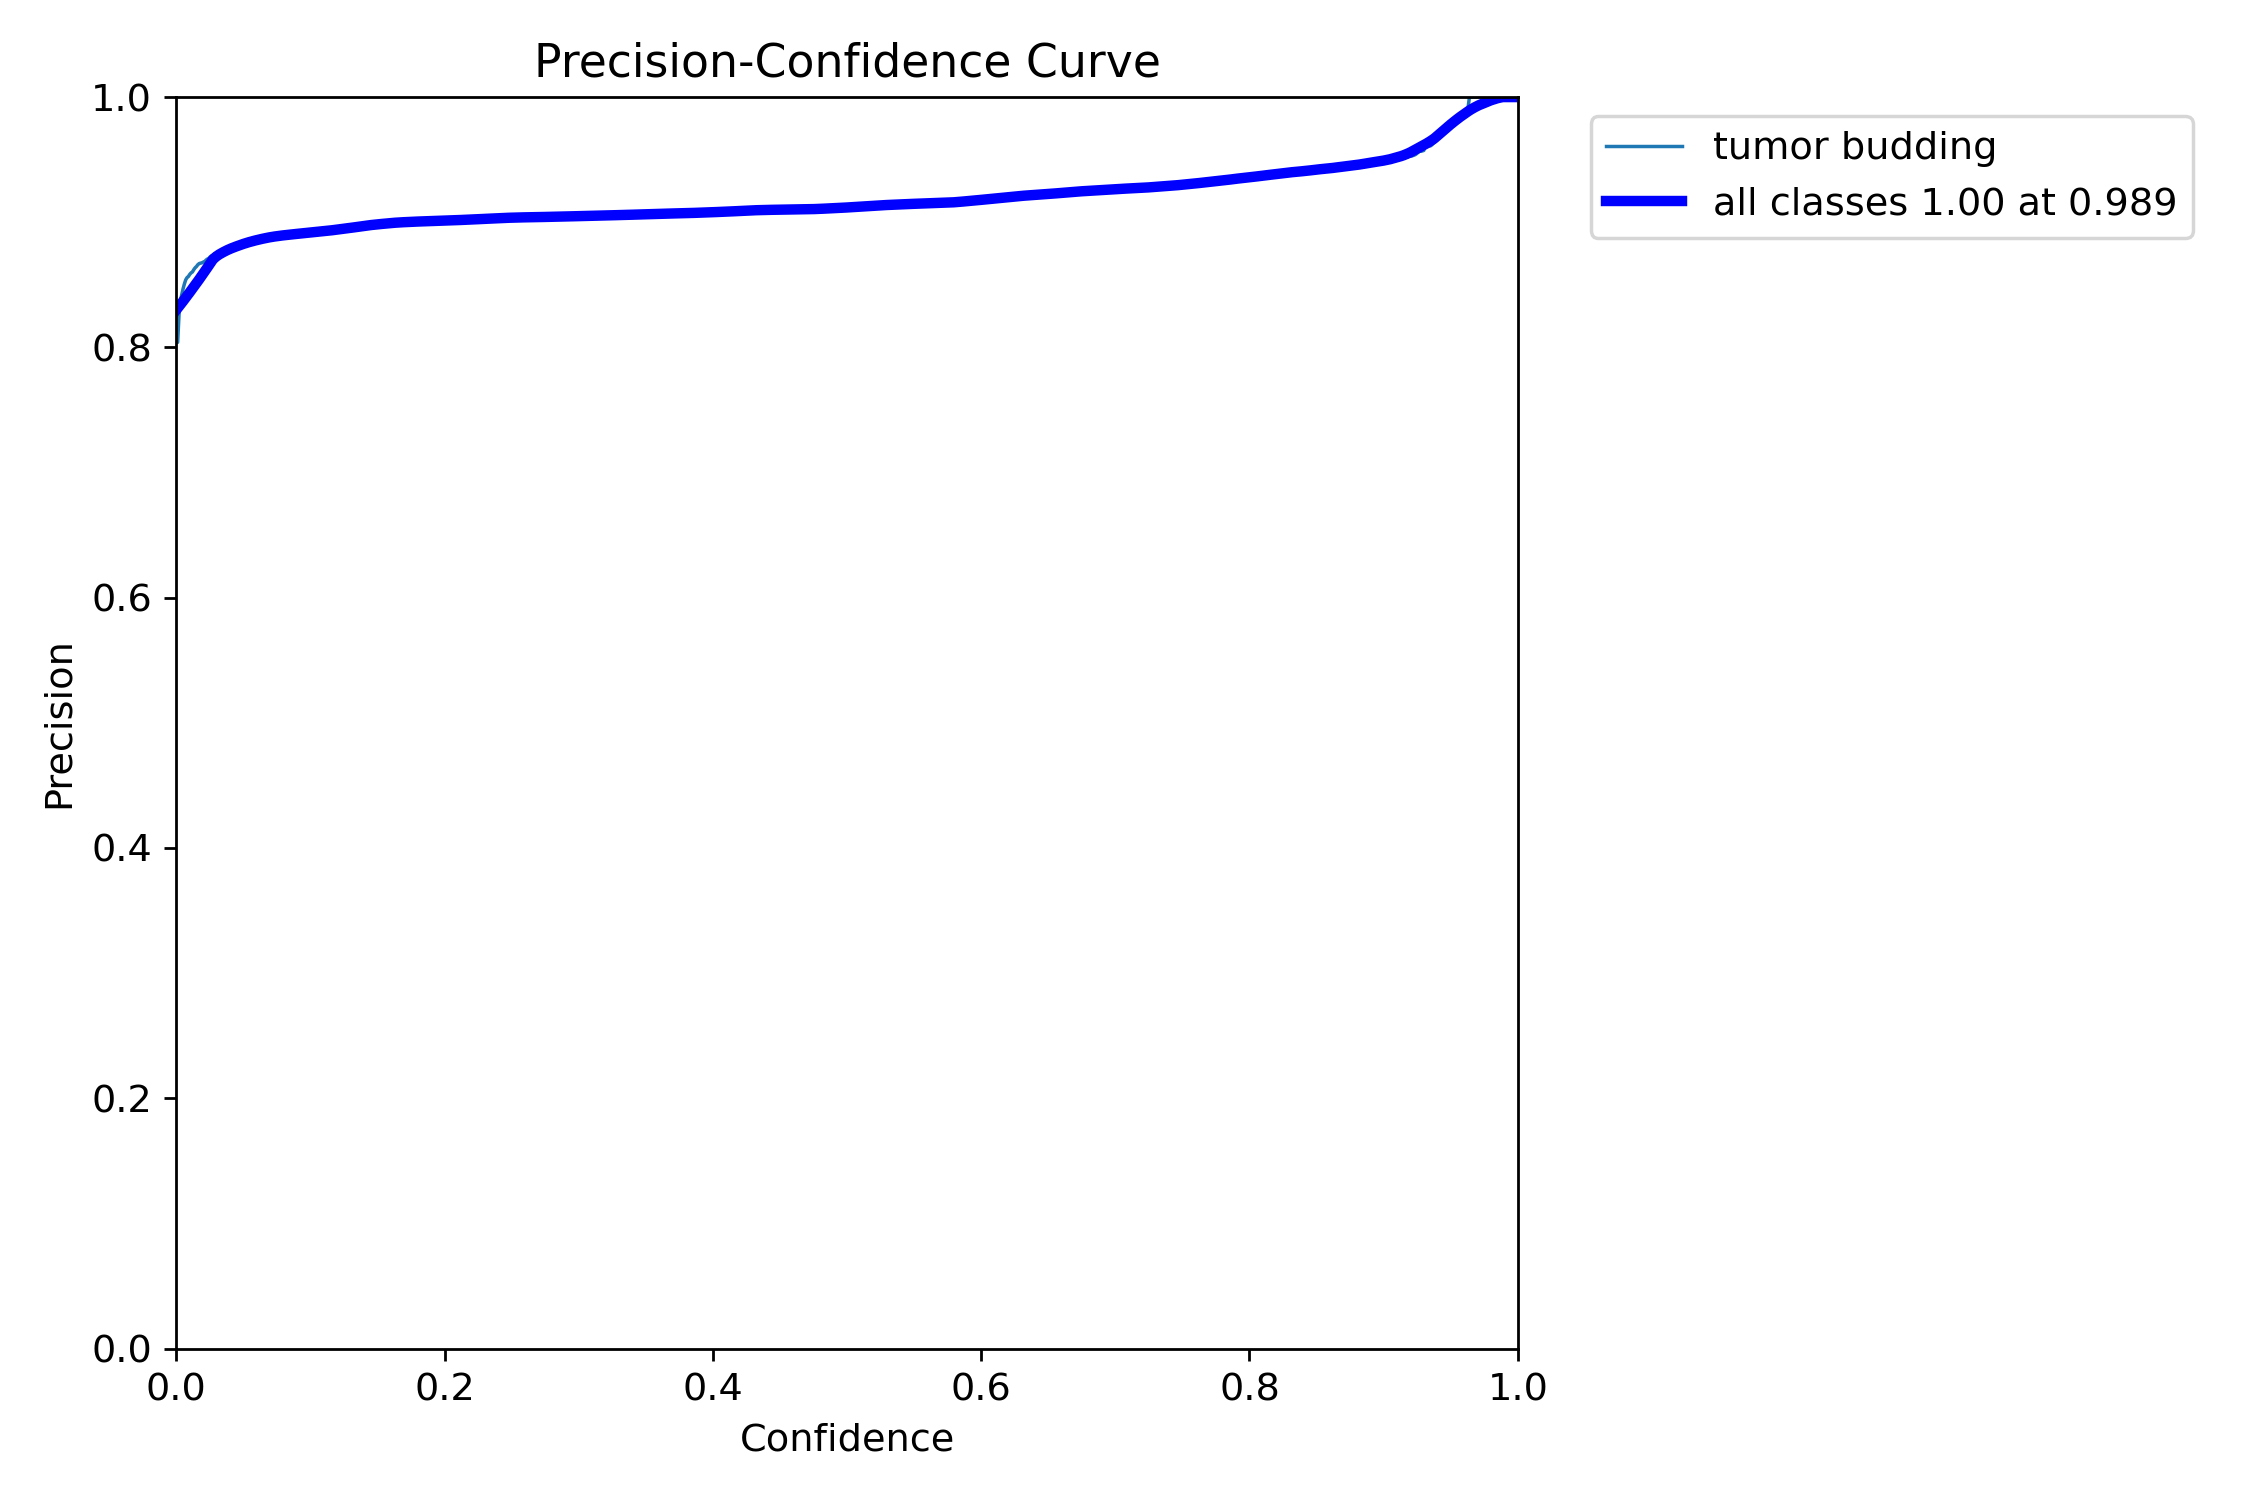 Precision-Confidence Curve
1.0
0.8
0.6
0.4
0.2
0.0
Precision
0.0 0.2 0.4 0.6 0.8 1.0
Confidence
tumor budding
all classes 1.00 at 0.989